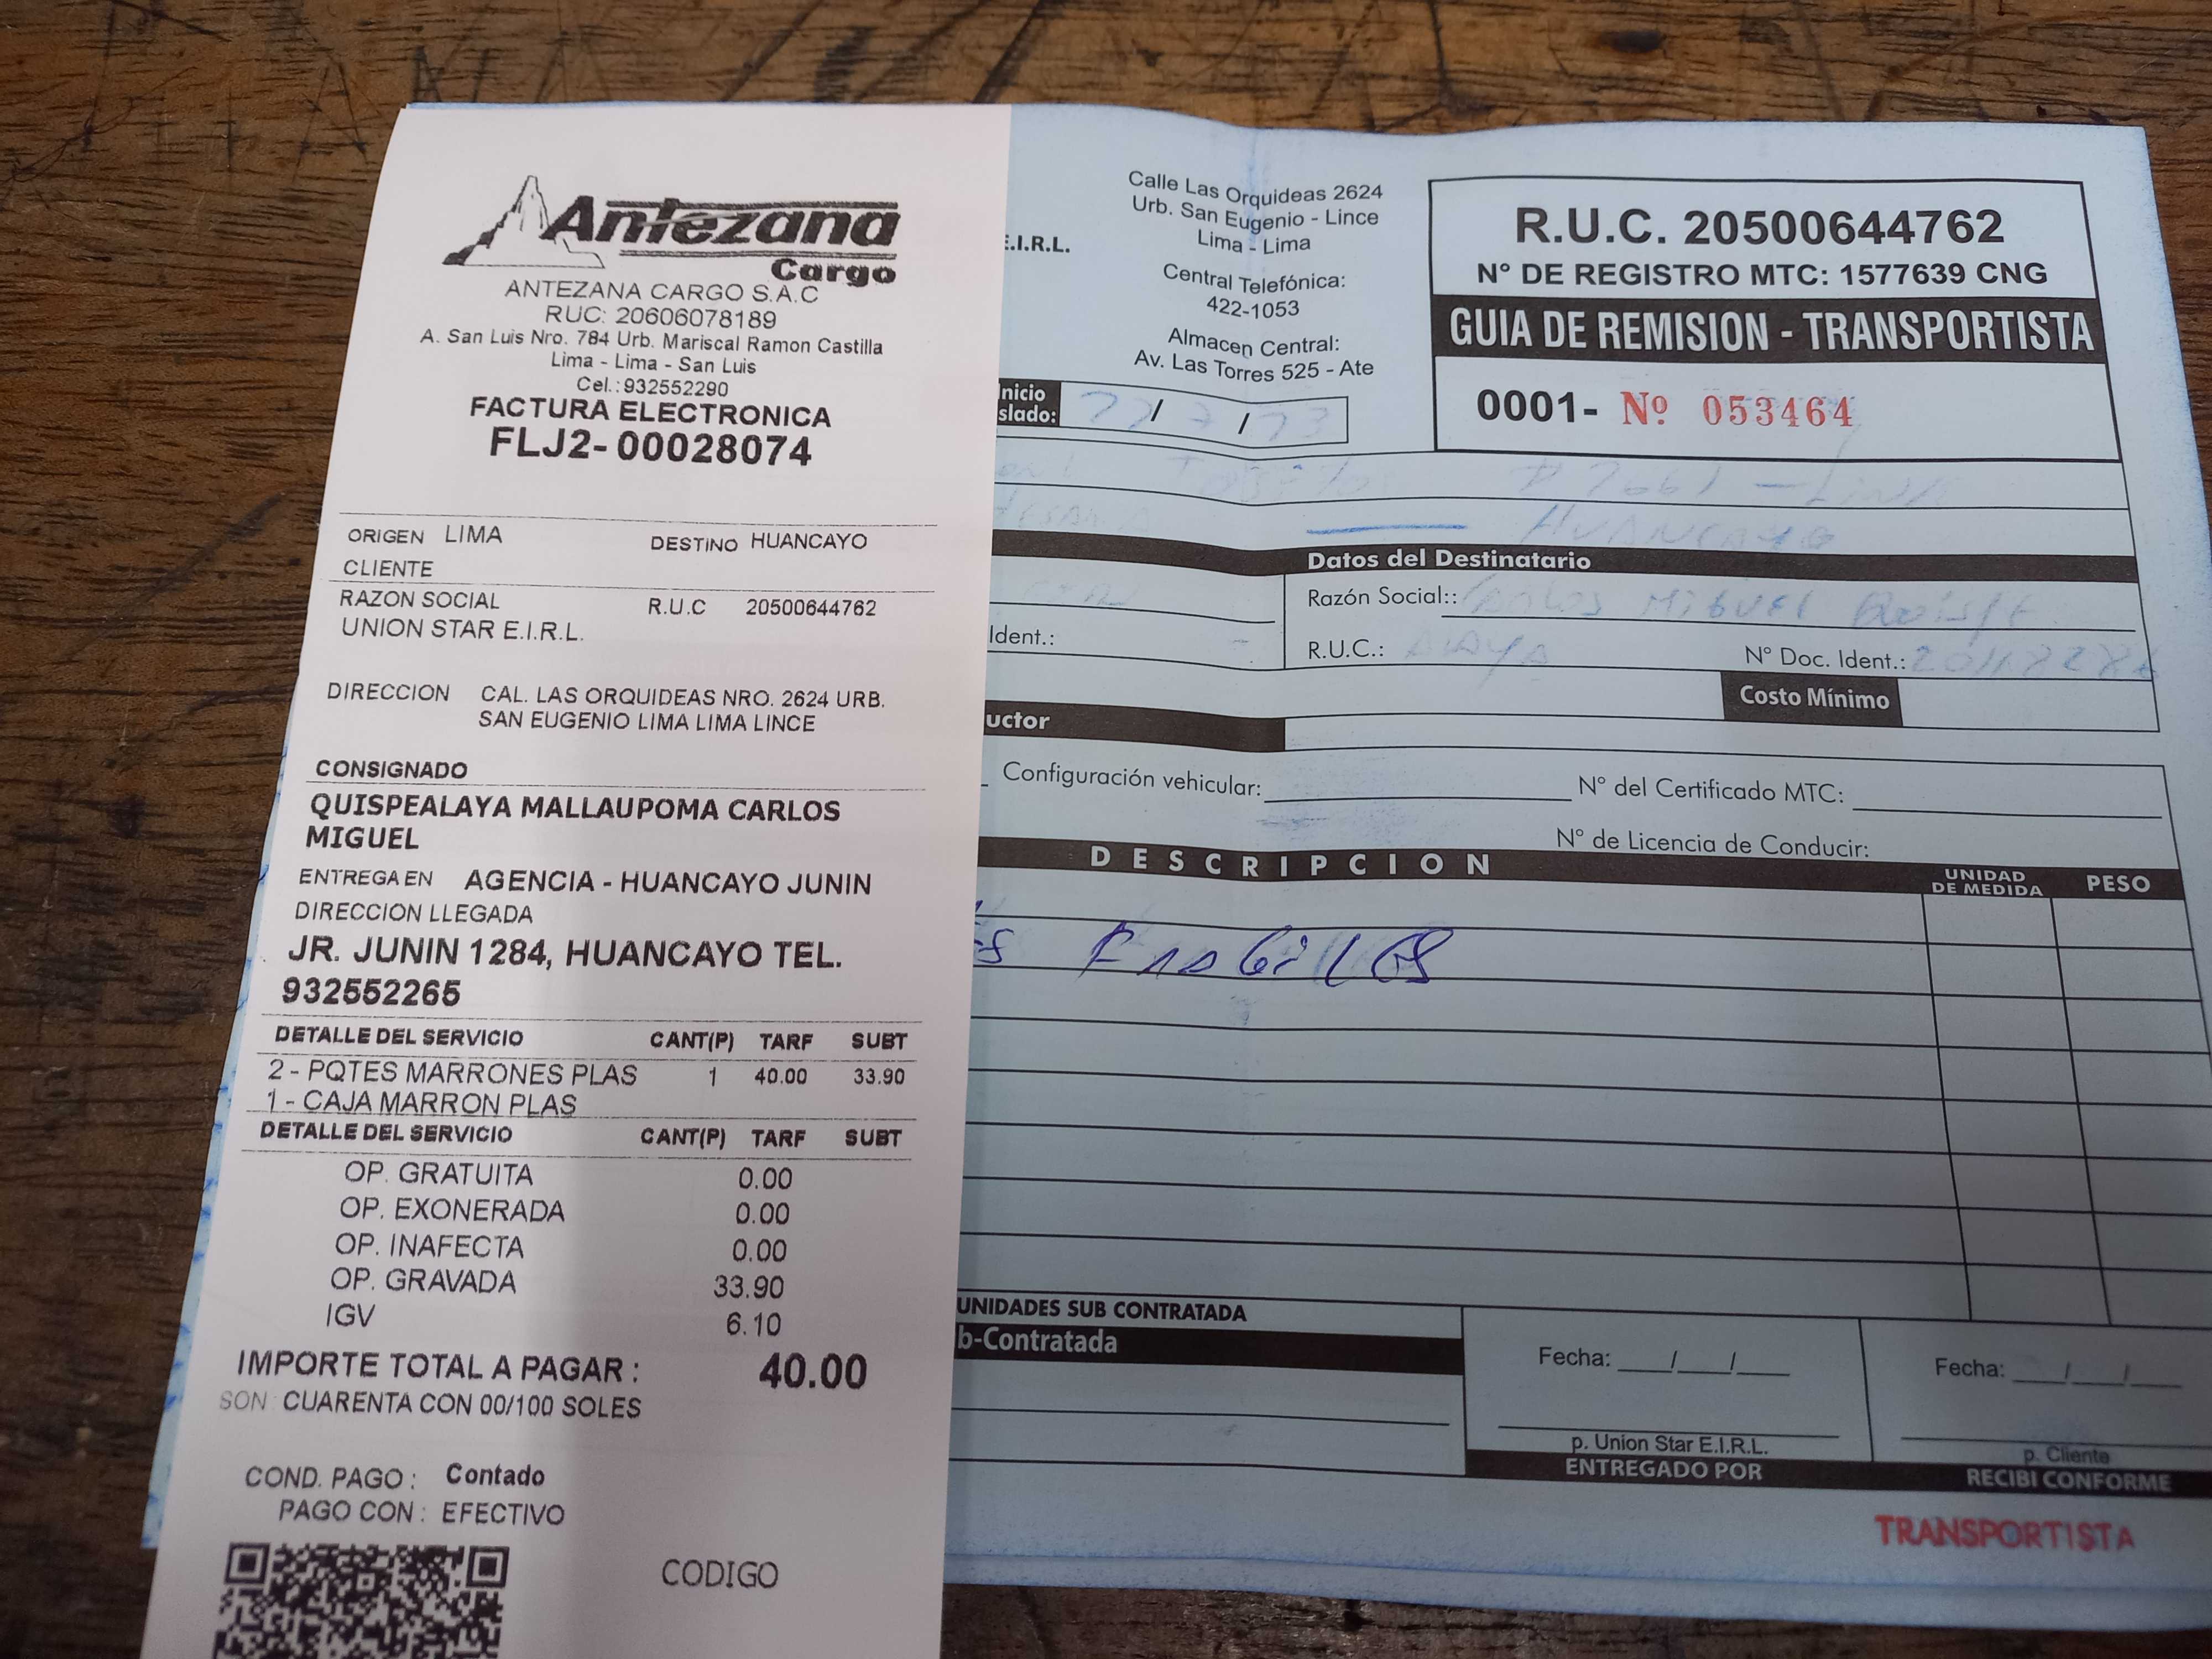 Antezana
Cargo
ANTEZANA CARGO S.A.C
RUC: 20606078189
A. San Luis Nro. 784 Urb. Mariscal Ramon Castilla
Lima - Lima - San Luis
Cel.:932552290
FACTURA ELECTRONICA
FLJ2-00028074
ORIGEN LIMA DESTINO HUANCAYO
CLIENTE
RAZON SOCIAL R.U.C 20500644762
UNION STAR E.I.R.L.
DIRECCION CAL. LAS ORQUIDEAS NRO. 2624 URB.
SAN EUGENIO LIMA LIMA LINCE
CONSIGNADO
QUISPEALAYA MALLAUPOMA CARLOS
MIGUEL
ENTREGA EN AGENCIA - HUANCAYO JUNIN
DIRECCION LLEGADA
JR. JUNIN 1284, HUANCAYO TEL.
932552265
DETALLE DEL SERVICIO CANT(P) TARF SUBT
2 - PQTES MARRONES PLAS 1 40.00 33.90
1 - CAJA MARRON PLAS
DETALLE DEL SERVICIO CANT(P) TARF SUBT
OP. GRATUITA 0.00
OP. EXONERADA 0.00
OP. INAFECTA 0.00
OP. GRAVADA 33.90
IGV 6.10
IMPORTE TOTAL A PAGAR : 40.00
SON : CUARENTA CON 00/100 SOLES
COND. PAGO : Contado
PAGO CON : EFECTIVO
CODIGO
E.I.R.L.
Calle Las Orquideas 2624
Urb. San Eugenio - Lince
Lima - Lima
Central Telefónica:
422-1053
Almacen Central:
Av. Las Torres 525 - Ate
R.U.C. 20500644762
N° DE REGISTRO MTC: 1577639 CNG
GUIA DE REMISION - TRANSPORTISTA
0001- Nº 053464
nicio
slado: / /
HUANCAYO
Datos del Destinatario
Razón Social:: MIGUEL
Ident.:
R.U.C.: N° Doc. Ident.:
Costo Mínimo
uctor
Configuración vehicular: N° del Certificado MTC:
N° de Licencia de Conducir:
DESCRIPCION UNIDAD DE MEDIDA PESO
UNIDADES SUB CONTRATADA
b-Contratada
Fecha: / / Fecha: / /
p. Union Star E.I.R.L. p. Cliente
ENTREGADO POR RECIBI CONFORME
TRANSPORTISTA